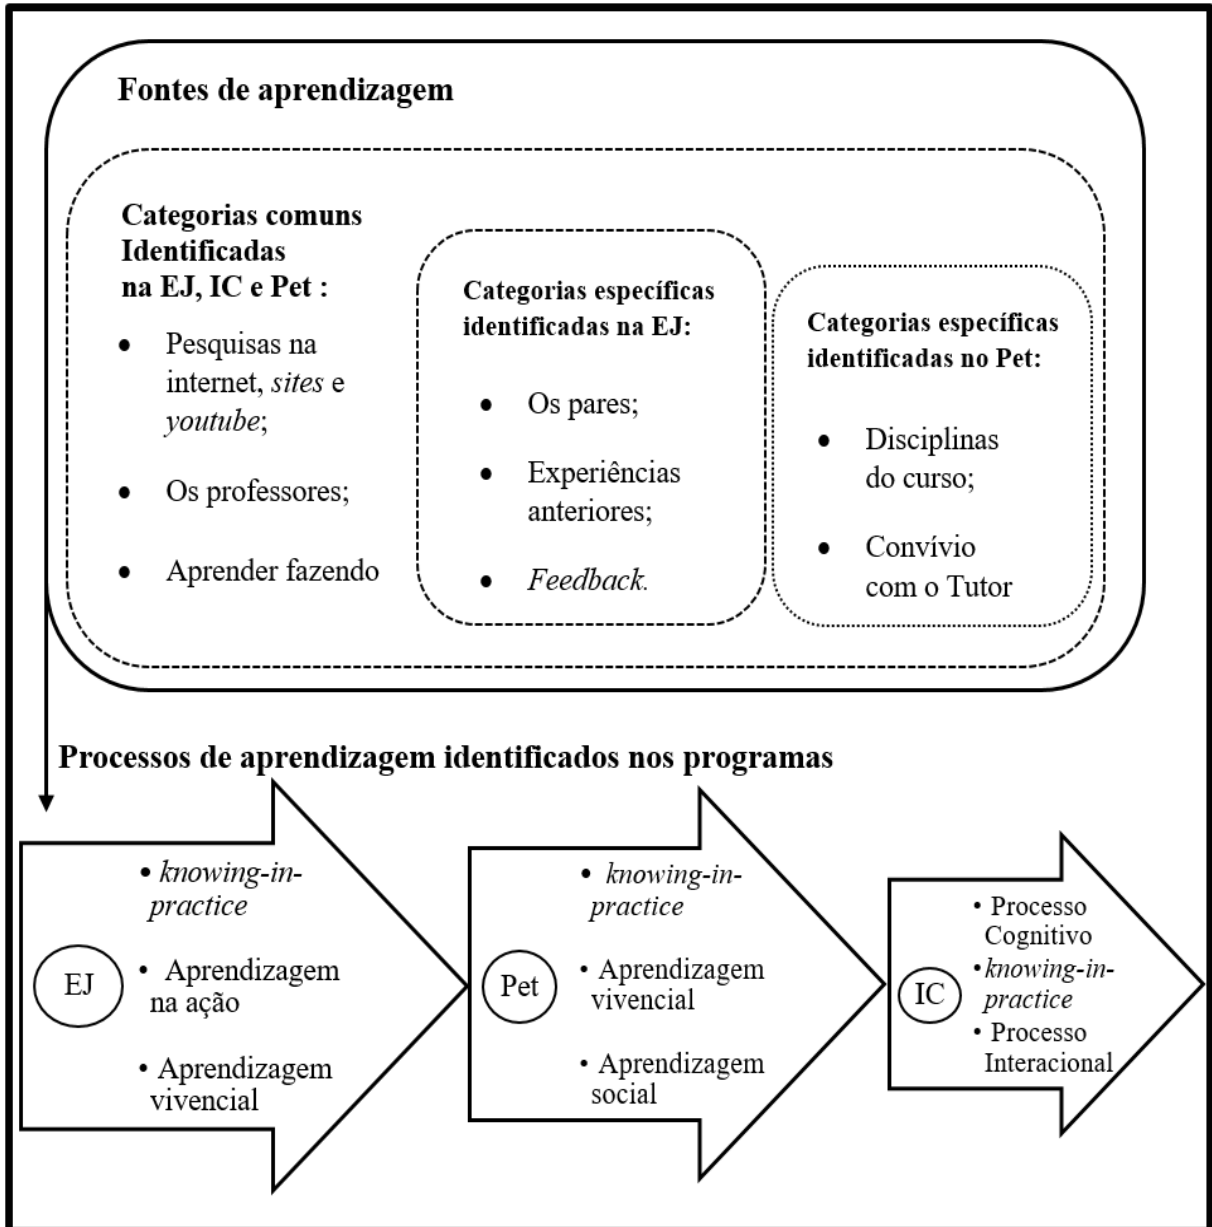 Fontes de aprendizagem
Categorias comuns
Identificadas
na EJ, IC e Pet :
• Pesquisas na
internet, sites e
youtube;
• Os professores;
• Aprender fazendo
Categorias específicas
identificadas na EJ:
• Os pares;
• Experiências
anteriores;
• Feedback.
Categorias específicas
identificadas no Pet:
• Disciplinas
do curso;
• Convívio
com o Tutor
Processos de aprendizagem identificados nos programas
EJ
• knowing-in-
practice
• Aprendizagem
na ação
• Aprendizagem
vivencial
Pet
• knowing-in-
practice
• Aprendizagem
vivencial
• Aprendizagem
social
IC
• Processo
Cognitivo
• knowing-in-
practice
• Processo
Interacional